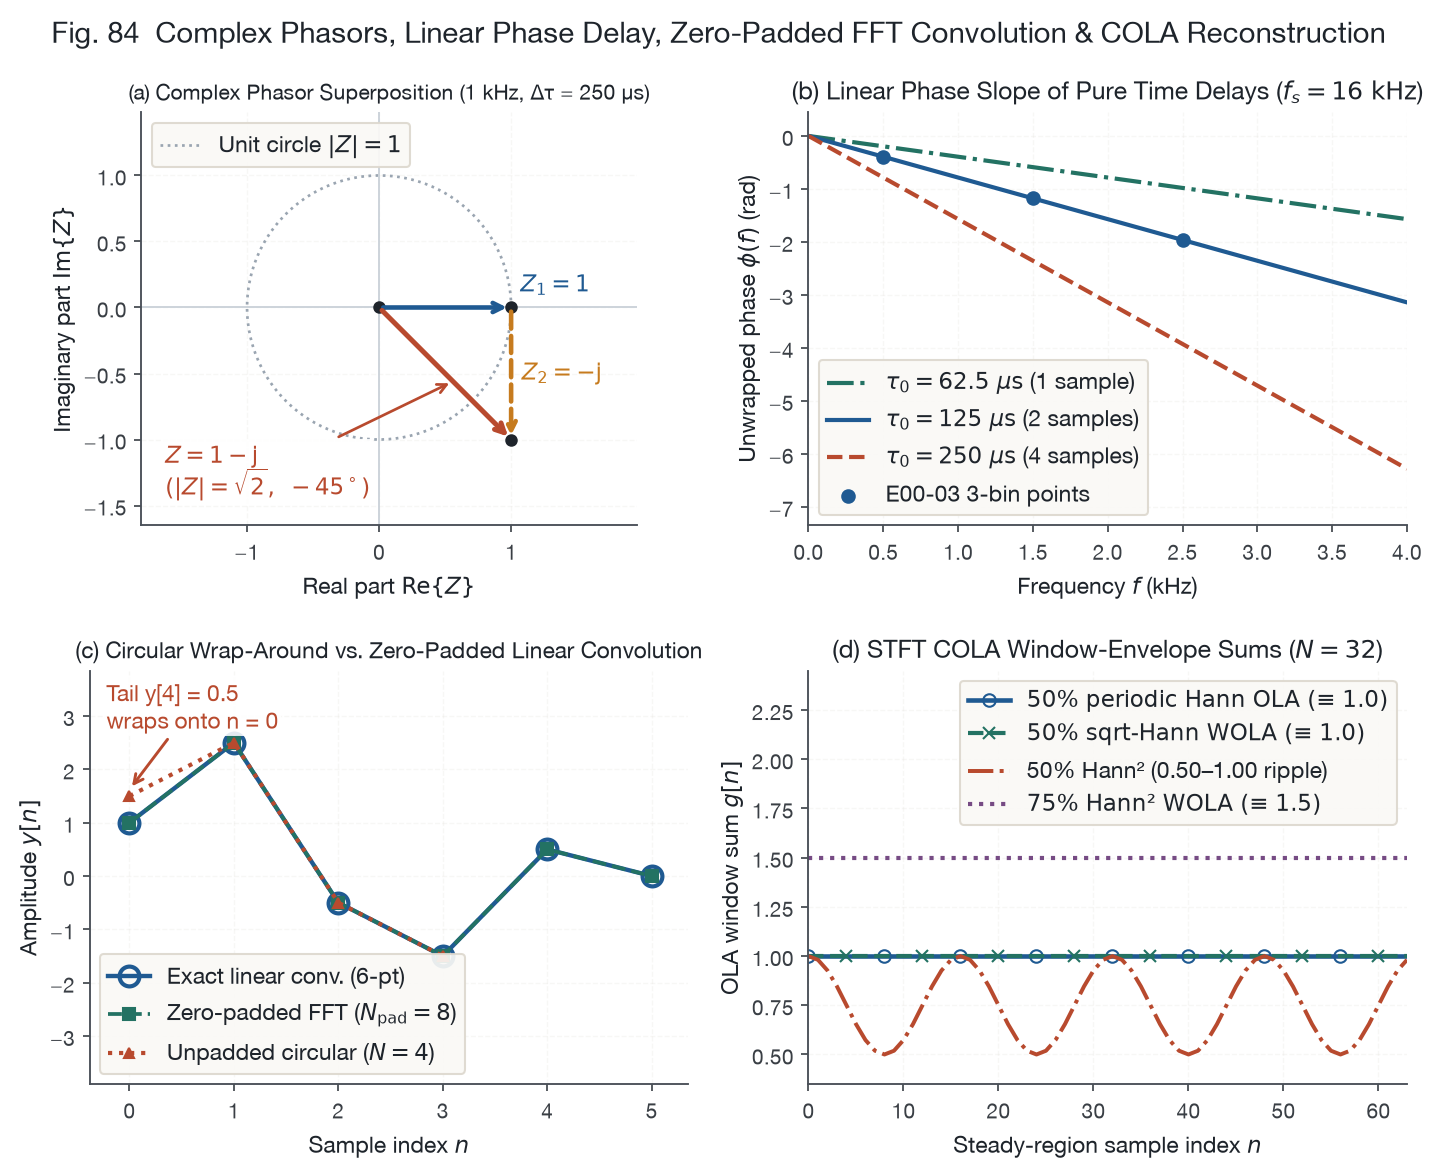 Fig. 84  Complex Phasors, Linear Phase Delay, Zero-Padded FFT Convolution & COLA Reconstruction
(a) Complex Phasor Superposition (1 kHz, Δτ = 250 µs)
Unit circle |Z| = 1
Imaginary part Im{Z}
1.0
0.5
0.0
−0.5
−1.0
−1.5
Z₁ = 1
Z₂ = −j
Z = 1 − j
(|Z| = √2, −45°)
−1
0
1
Real part Re{Z}
(b) Linear Phase Slope of Pure Time Delays (fₛ = 16 kHz)
Unwrapped phase ϕ(f) (rad)
0
−1
−2
−3
−4
−5
−6
−7
τ₀ = 62.5 µs (1 sample)
τ₀ = 125 µs (2 samples)
τ₀ = 250 µs (4 samples)
E00-03 3-bin points
0.0
0.5
1.0
1.5
2.0
2.5
3.0
3.5
4.0
Frequency f (kHz)
(c) Circular Wrap-Around vs. Zero-Padded Linear Convolution
Tail y[4] = 0.5
wraps onto n = 0
Amplitude y[n]
3
2
1
0
−1
−2
−3
Exact linear conv. (6-pt)
Zero-padded FFT (N_pad = 8)
Unpadded circular (N = 4)
0
1
2
3
4
5
Sample index n
(d) STFT COLA Window-Envelope Sums (N = 32)
OLA window sum g[n]
2.25
2.00
1.75
1.50
1.25
1.00
0.75
0.50
50% periodic Hann OLA (≡ 1.0)
50% sqrt-Hann WOLA (≡ 1.0)
50% Hann² (0.50–1.00 ripple)
75% Hann² WOLA (≡ 1.5)
0
10
20
30
40
50
60
Steady-region sample index n